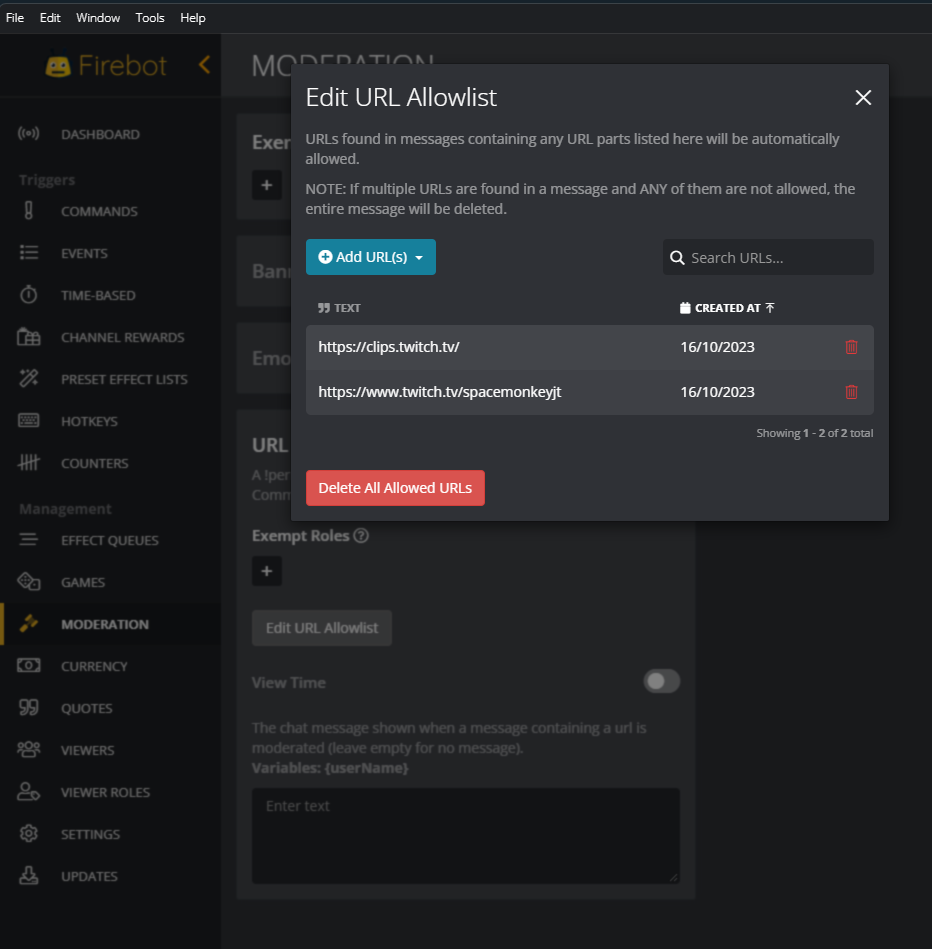 File Edit Window Tools Help
Firebot
MODERATION
DASHBOARD
Triggers
COMMANDS
EVENTS
TIME-BASED
CHANNEL REWARDS
PRESET EFFECT LISTS
HOTKEYS
COUNTERS
Management
EFFECT QUEUES
GAMES
MODERATION
CURRENCY
QUOTES
VIEWERS
VIEWER ROLES
SETTINGS
UPDATES
Edit URL Allowlist
URLs found in messages containing any URL parts listed here will be automatically
allowed.
NOTE: If multiple URLs are found in a message and ANY of them are not allowed, the
entire message will be deleted.
Add URL(s)
Search URLs...
TEXT CREATED AT
https://clips.twitch.tv/ 16/10/2023
https://www.twitch.tv/spacemonkeyjt 16/10/2023
Showing 1 - 2 of 2 total
Delete All Allowed URLs
URL
Exempt Roles
Edit URL Allowlist
View Time
The chat message shown when a message containing a url is
moderated (leave empty for no message).
Variables: {userName}
Enter text